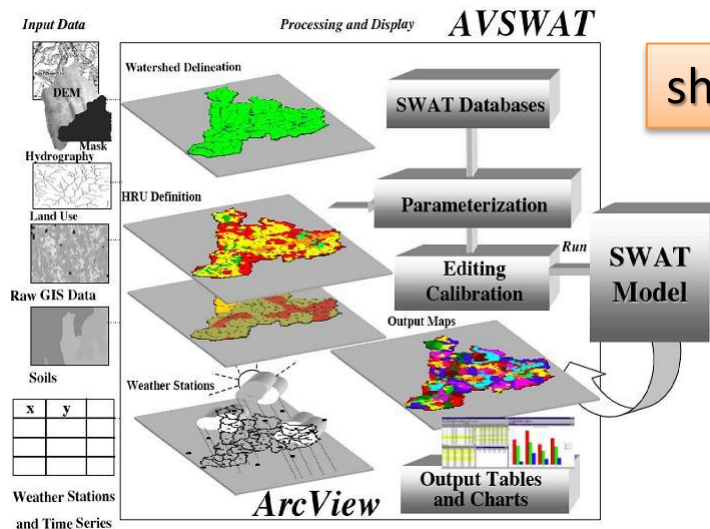 Input Data
Processing and Display
AVSWAT
DEM
Mask
Hydrography
Land Use
Raw GIS Data
Soils
x y
Weather Stations
and Time Series
Watershed Delineation
HRU Definition
Weather Stations
ArcView
SWAT Databases
Parameterization
Editing
Calibration
Run
SWAT
Model
Output Maps
Output Tables
and Charts
sh